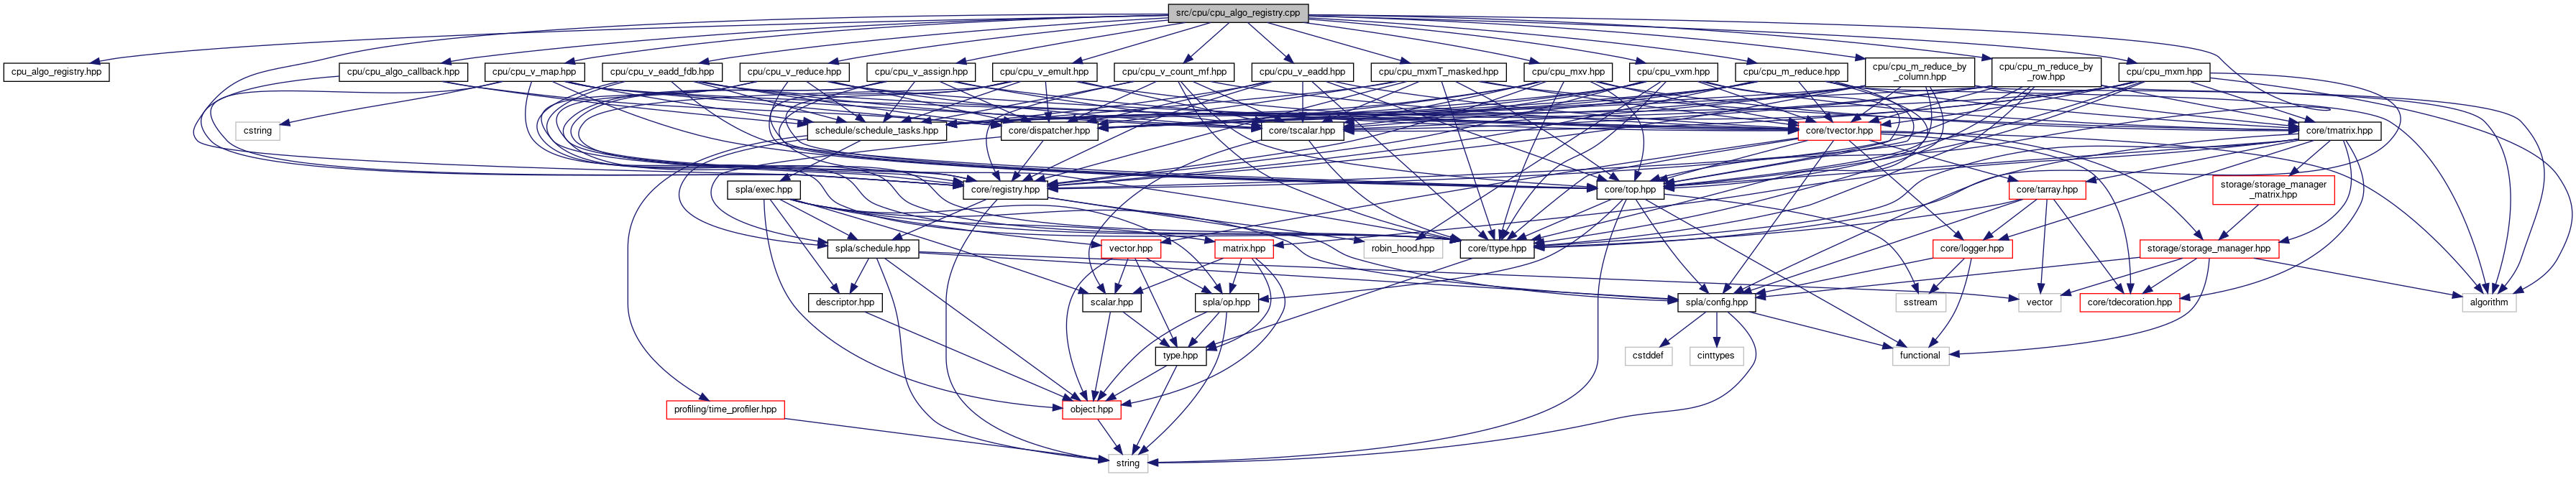 src/cpu/cpu_algo_registry.cpp
cpu_algo_registry.hpp
cpu/cpu_algo_callback.hpp
cpu/cpu_v_map.hpp
cpu/cpu_v_eadd_fdb.hpp
cpu/cpu_v_reduce.hpp
cpu/cpu_v_assign.hpp
cpu/cpu_v_emult.hpp
cpu/cpu_v_count_mf.hpp
cpu/cpu_v_eadd.hpp
cpu/cpu_mxmT_masked.hpp
cpu/cpu_mxv.hpp
cpu/cpu_vxm.hpp
cpu/cpu_m_reduce.hpp
cpu/cpu_m_reduce_by
_column.hpp
cpu/cpu_m_reduce_by
_row.hpp
cpu/cpu_mxm.hpp
cstring
schedule/schedule_tasks.hpp
core/dispatcher.hpp
core/tscalar.hpp
core/tvector.hpp
core/tmatrix.hpp
spla/exec.hpp
core/registry.hpp
core/top.hpp
core/tarray.hpp
storage/storage_manager
_matrix.hpp
spla/schedule.hpp
vector.hpp
matrix.hpp
robin_hood.hpp
core/ttype.hpp
core/logger.hpp
storage/storage_manager.hpp
descriptor.hpp
scalar.hpp
spla/op.hpp
spla/config.hpp
sstream
vector
core/tdecoration.hpp
algorithm
type.hpp
cstddef
cinttypes
functional
profiling/time_profiler.hpp
object.hpp
string